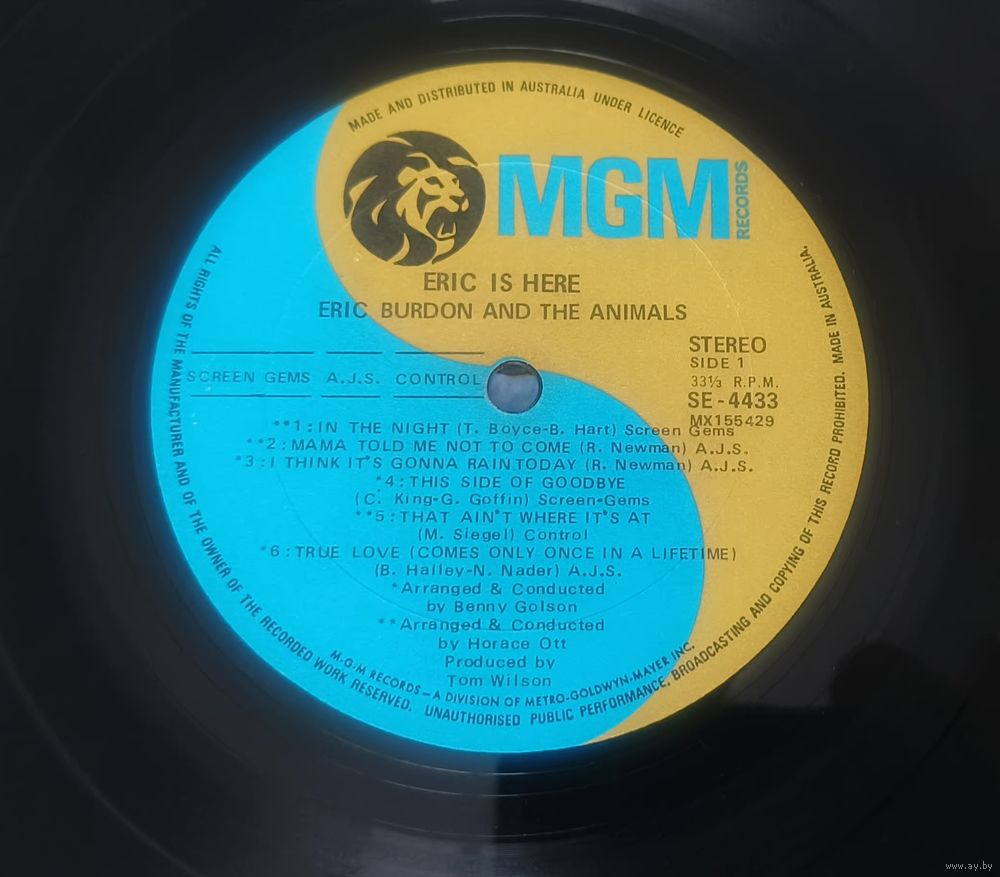 MADE AND DISTRIBUTED IN AUSTRALIA UNDER LICENCE
MGM
RECORDS
ERIC IS HERE
ERIC BURDON AND THE ANIMALS
STEREO
SIDE 1
33⅓ R.P.M.
SE-4433
MX155429
SCREEN GEMS A.J.S. CONTROL
**1:IN THE NIGHT (T. Boyce-B. Hart) Screen Gems
**2:MAMA TOLD ME NOT TO COME (R. Newman) A.J.S.
*3:I THINK IT'S GONNA RAIN TODAY (R. Newman) A.J.S.
*4:THIS SIDE OF GOODBYE
(C. King-G. Goffin) Screen-Gems
**5:THAT AIN'T WHERE IT'S AT
(M. Siegel) Control
*6:TRUE LOVE (COMES ONLY ONCE IN A LIFETIME)
(B. Halley-N. Nader) A.J.S.
*Arranged & Conducted
by Benny Golson
**Arranged & Conducted
by Horace Ott
Produced by
Tom Wilson
M-G-M RECORDS—A DIVISION OF METRO-GOLDWYN-MAYER INC.
ALL RIGHTS OF THE MANUFACTURER AND OF THE OWNER OF THE RECORDED WORK RESERVED. UNAUTHORISED PUBLIC PERFORMANCE, BROADCASTING AND COPYING OF THIS RECORD PROHIBITED. MADE IN AUSTRALIA.
www.ay.by